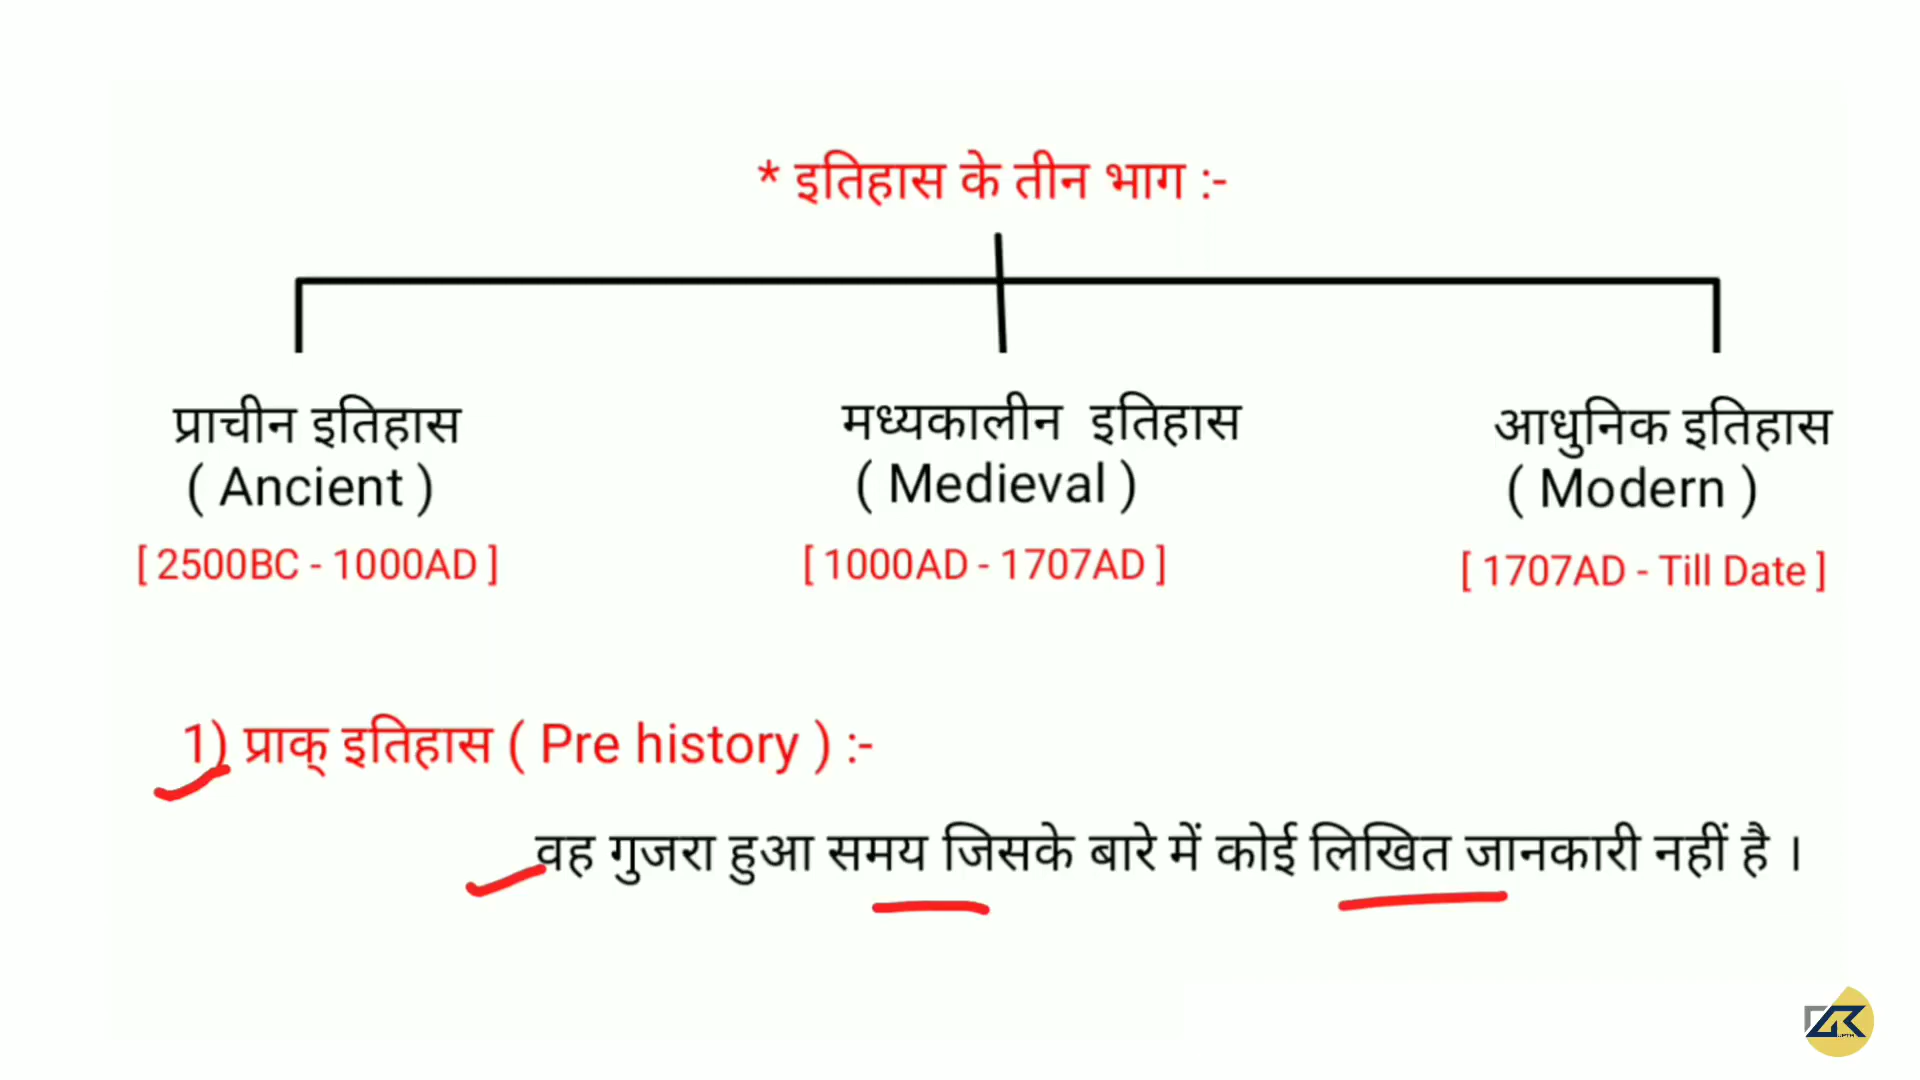 * इतिहास के तीन भाग :-
प्राचीन इतिहास
( Ancient )
[ 2500BC - 1000AD ]
मध्यकालीन इतिहास
( Medieval )
[ 1000AD - 1707AD ]
आधुनिक इतिहास
( Modern )
[ 1707AD - Till Date ]
1) प्राक् इतिहास ( Pre history ) :-
वह गुजरा हुआ समय जिसके बारे में कोई लिखित जानकारी नहीं है ।